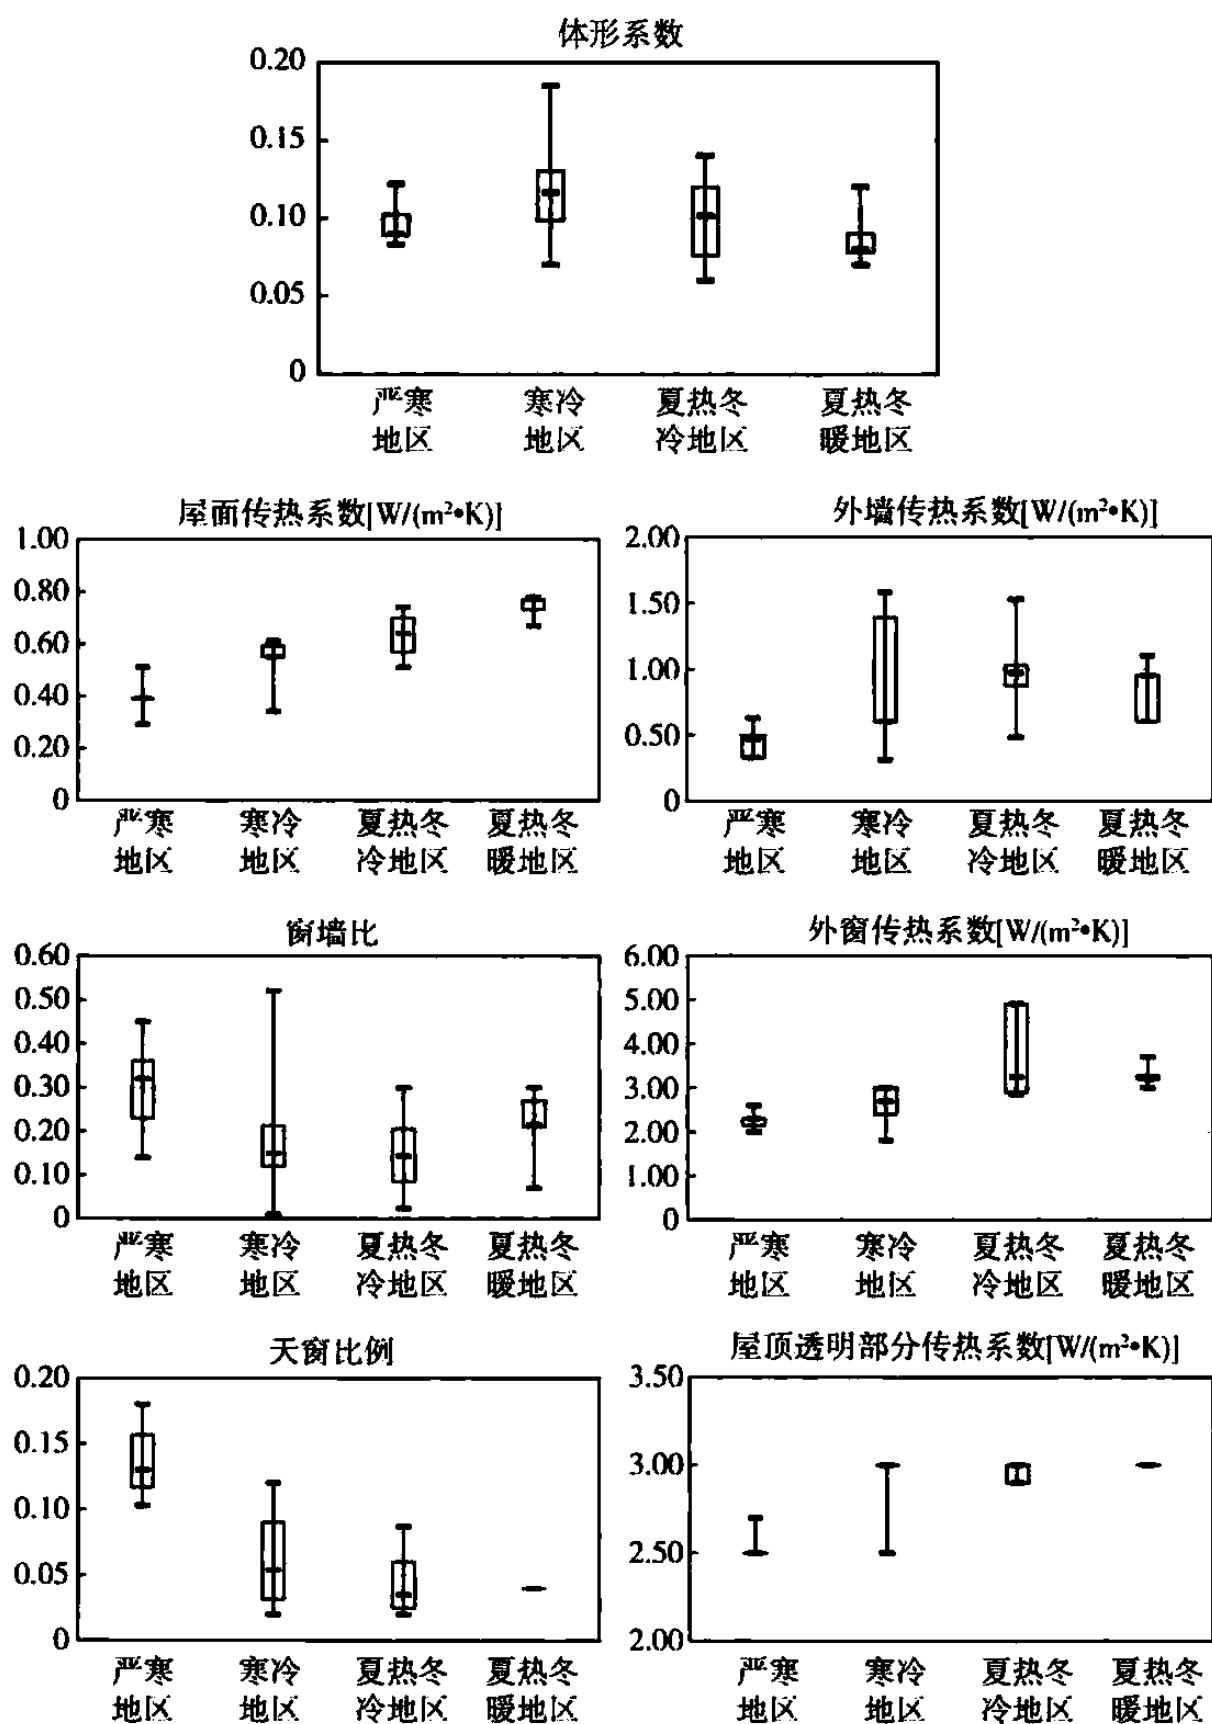 体形系数
0.20
0.15
0.10
0.05
0
严寒 寒冷 夏热冬 夏热冬
地区 地区 冷地区 暖地区
屋面传热系数[W/(m²•K)]
1.00
0.80
0.60
0.40
0.20
0
严寒 寒冷 夏热冬 夏热冬
地区 地区 冷地区 暖地区
外墙传热系数[W/(m²•K)]
2.00
1.50
1.00
0.50
0
严寒 寒冷 夏热冬 夏热冬
地区 地区 冷地区 暖地区
窗墙比
0.60
0.50
0.40
0.30
0.20
0.10
0
严寒 寒冷 夏热冬 夏热冬
地区 地区 冷地区 暖地区
外窗传热系数[W/(m²•K)]
6.00
5.00
4.00
3.00
2.00
1.00
0
严寒 寒冷 夏热冬 夏热冬
地区 地区 冷地区 暖地区
天窗比例
0.20
0.15
0.10
0.05
0
严寒 寒冷 夏热冬 夏热冬
地区 地区 冷地区 暖地区
屋顶透明部分传热系数[W/(m²•K)]
3.50
3.00
2.50
2.00
严寒 寒冷 夏热冬 夏热冬
地区 地区 冷地区 暖地区